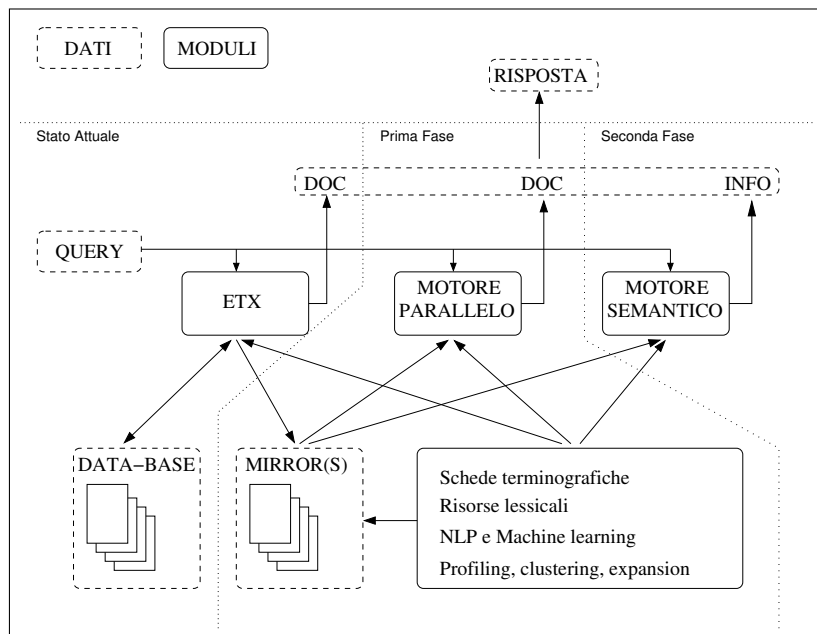 DATI
MODULI
RISPOSTA
Stato Attuale
Prima Fase
Seconda Fase
DOC
DOC
INFO
QUERY
ETX
MOTORE
PARALLELO
MOTORE
SEMANTICO
DATA-BASE
MIRROR(S)
Schede terminografiche
Risorse lessicali
NLP e Machine learning
Profiling, clustering, expansion